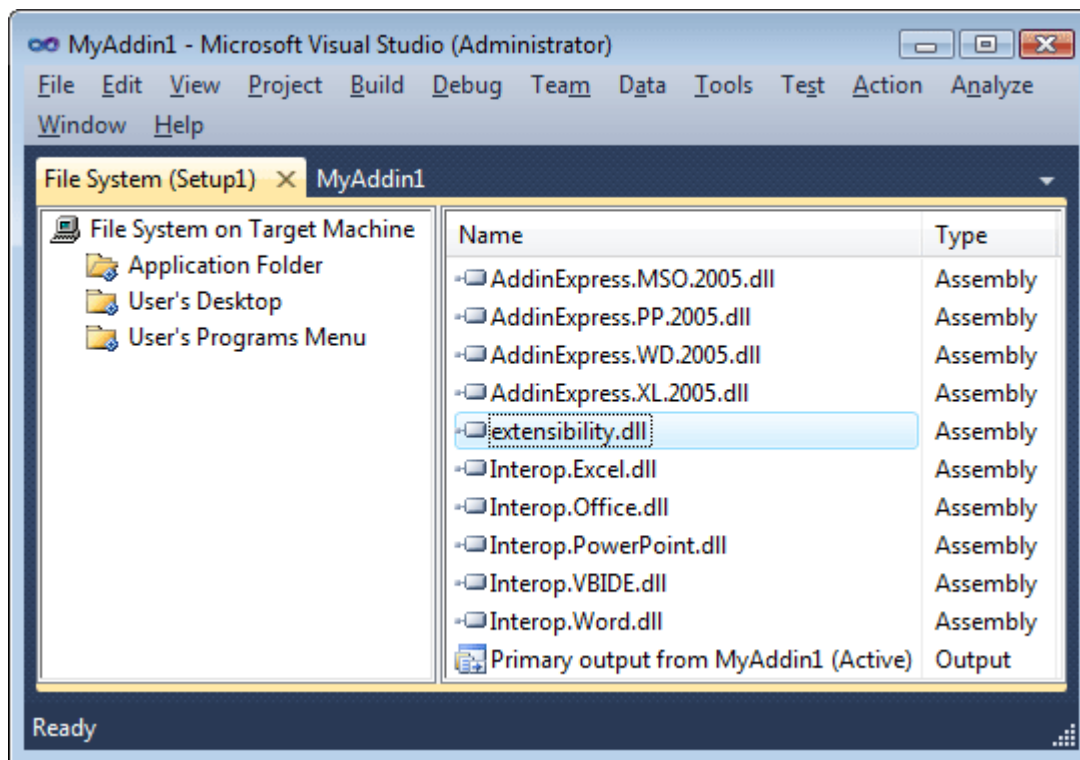 MyAddin1 - Microsoft Visual Studio (Administrator)
File Edit View Project Build Debug Team Data Tools Test Action Analyze
Window Help
File System (Setup1) MyAddin1
File System on Target Machine
Application Folder
User's Desktop
User's Programs Menu
Name Type
AddinExpress.MSO.2005.dll Assembly
AddinExpress.PP.2005.dll Assembly
AddinExpress.WD.2005.dll Assembly
AddinExpress.XL.2005.dll Assembly
extensibility.dll Assembly
Interop.Excel.dll Assembly
Interop.Office.dll Assembly
Interop.PowerPoint.dll Assembly
Interop.VBIDE.dll Assembly
Interop.Word.dll Assembly
Primary output from MyAddin1 (Active) Output
Ready